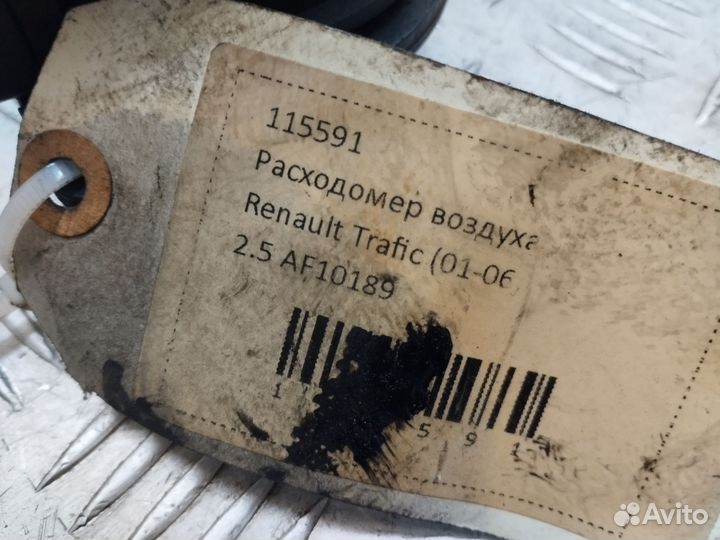 115591
Расходомер воздуха
Renault Trafic (01-06
2.5 AF10189
1 5 9 1
Avito